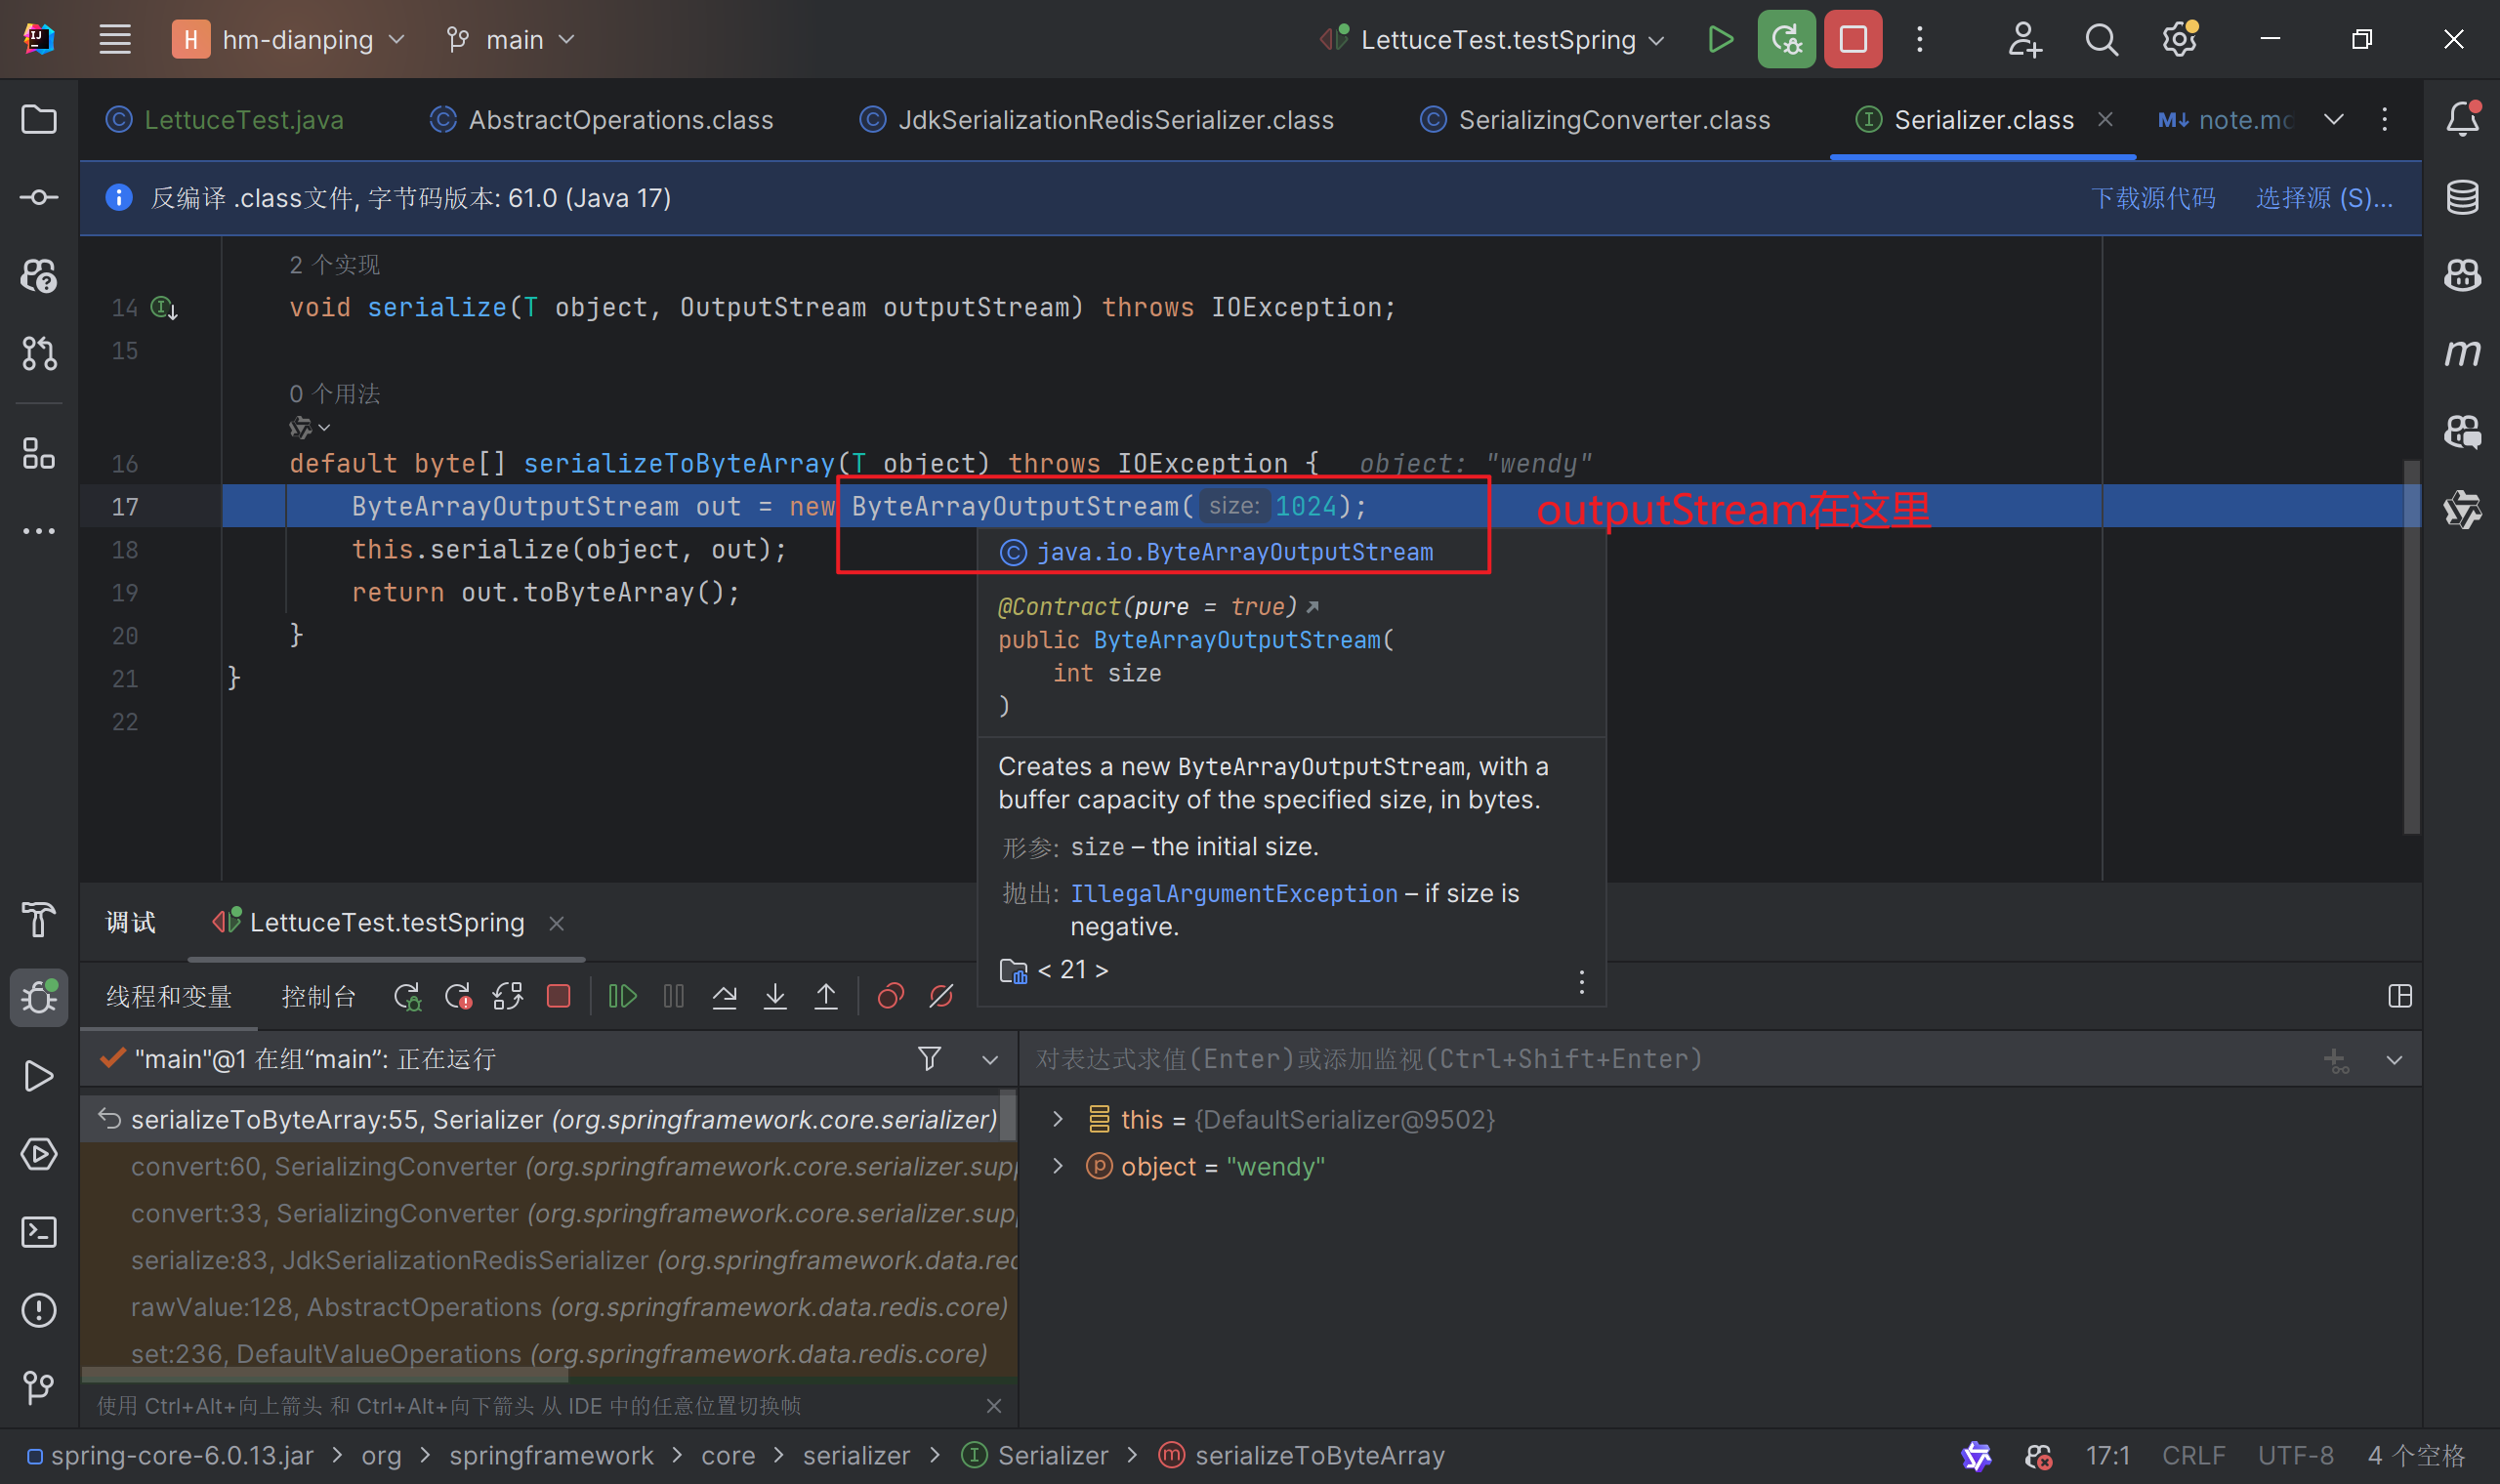 H hm-dianping main LettuceTest.testSpring
LettuceTest.java AbstractOperations.class JdkSerializationRedisSerializer.class SerializingConverter.class Serializer.class note.md
反编译 .class文件, 字节码版本: 61.0 (Java 17) 下载源代码 选择源 (S)...
2 个实现
14 void serialize(T object, OutputStream outputStream) throws IOException;
15
0 个用法
16 default byte[] serializeToByteArray(T object) throws IOException { object: "wendy"
17 ByteArrayOutputStream out = new ByteArrayOutputStream( size: 1024); outputStream在这里
18 this.serialize(object, out);
19 return out.toByteArray();
20 }
21 }
22
java.io.ByteArrayOutputStream
@Contract(pure = true)
public ByteArrayOutputStream(
int size
)
Creates a new ByteArrayOutputStream, with a
buffer capacity of the specified size, in bytes.
形参: size – the initial size.
抛出: IllegalArgumentException – if size is
negative.
< 21 >
调试 LettuceTest.testSpring
线程和变量 控制台
"main"@1 在组“main”: 正在运行
对表达式求值(Enter)或添加监视(Ctrl+Shift+Enter)
serializeToByteArray:55, Serializer (org.springframework.core.serializer)
convert:60, SerializingConverter (org.springframework.core.serializer.supp
convert:33, SerializingConverter (org.springframework.core.serializer.supp
serialize:83, JdkSerializationRedisSerializer (org.springframework.data.red
rawValue:128, AbstractOperations (org.springframework.data.redis.core)
set:236, DefaultValueOperations (org.springframework.data.redis.core)
this = {DefaultSerializer@9502}
object = "wendy"
使用 Ctrl+Alt+向上箭头 和 Ctrl+Alt+向下箭头 从 IDE 中的任意位置切换帧
spring-core-6.0.13.jar > org > springframework > core > serializer > Serializer > serializeToByteArray 17:1 CRLF UTF-8 4 个空格